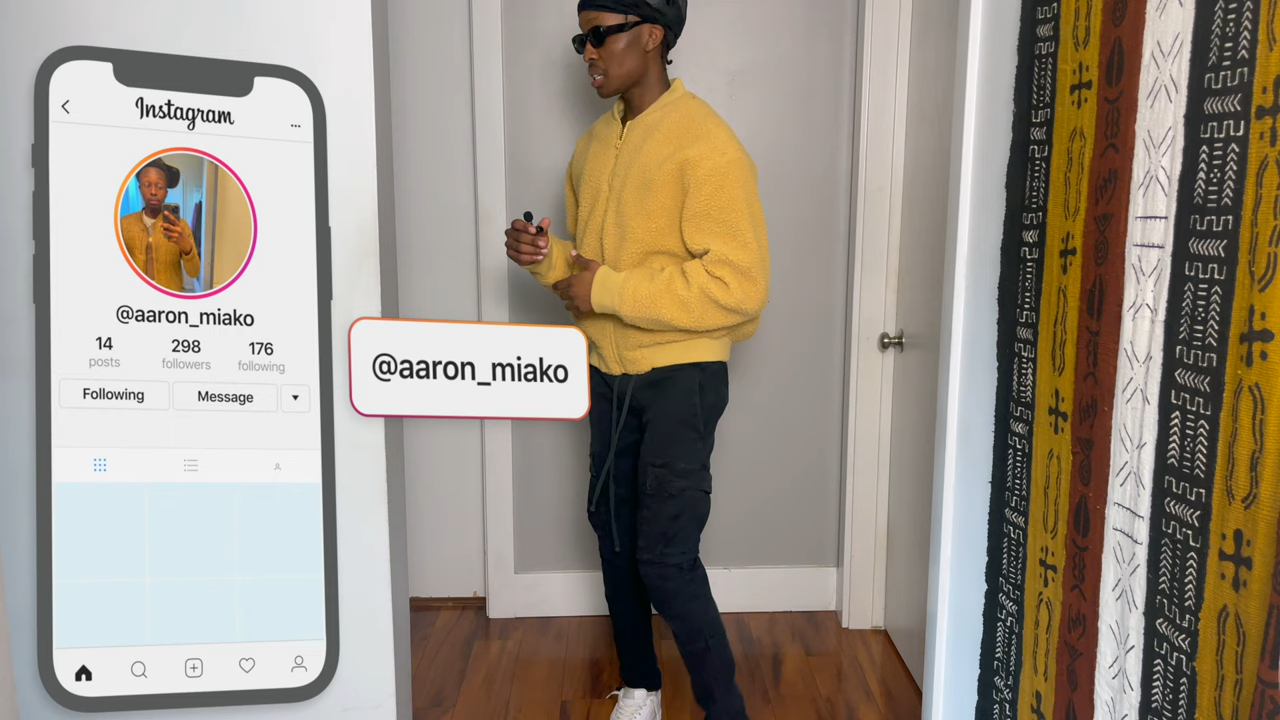 Instagram
@aaron_miako
14 298 176
posts followers following
Following Message
@aaron_miako